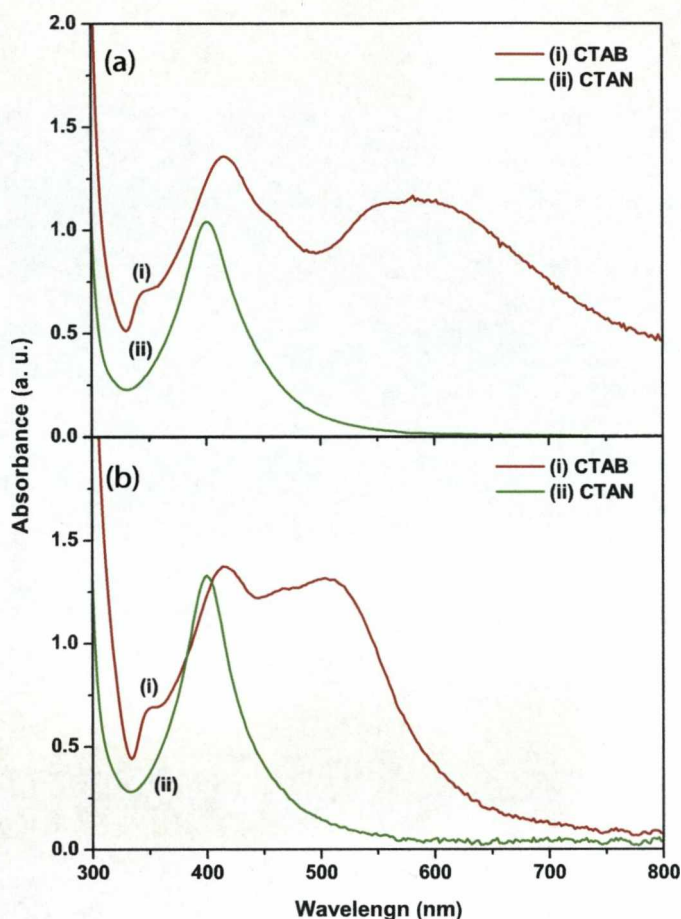 2.0
(a)
(i) CTAB
(ii) CTAN
1.5
1.0
(i)
0.5
(ii)
0.0
(b)
(i) CTAB
(ii) CTAN
1.5
1.0
(i)
0.5
(ii)
0.0
300 400 500 600 700 800
Wavelengn (nm)
Absorbance (a. u.)